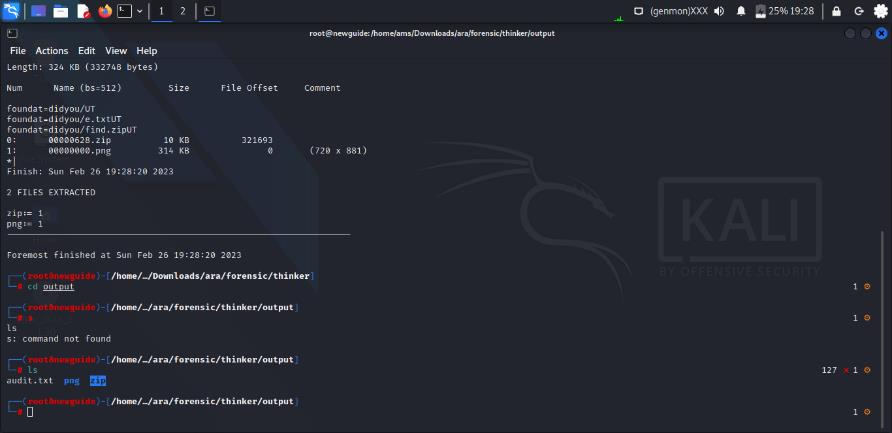 1 2 (genmon)XXX 25% 19:28
root@newguide:/home/ams/Downloads/ara/forensic/thinker/output
File Actions Edit View Help
Length: 324 KB (332748 bytes)
Num Name (bs=512) Size File Offset Comment
foundat=didyou/UT
foundat=didyou/e.txtUT
foundat=didyou/find.zipUT
0: 00000628.zip 10 KB 321693
1: 00000000.png 314 KB 0 (720 x 881)
*|
Finish: Sun Feb 26 19:28:20 2023
2 FILES EXTRACTED
zip:= 1
png:= 1
Foremost finished at Sun Feb 26 19:28:20 2023
(root@newguide)-[/home/…/Downloads/ara/forensic/thinker]
# cd output 1
(root@newguide)-[/home/…/ara/forensic/thinker/output]
# s 1
ls
s: command not found
(root@newguide)-[/home/…/ara/forensic/thinker/output]
# ls 127 ⨯ 1
audit.txt png zip
(root@newguide)-[/home/…/ara/forensic/thinker/output]
# 1
KALI
BY OFFENSIVE SECURITY